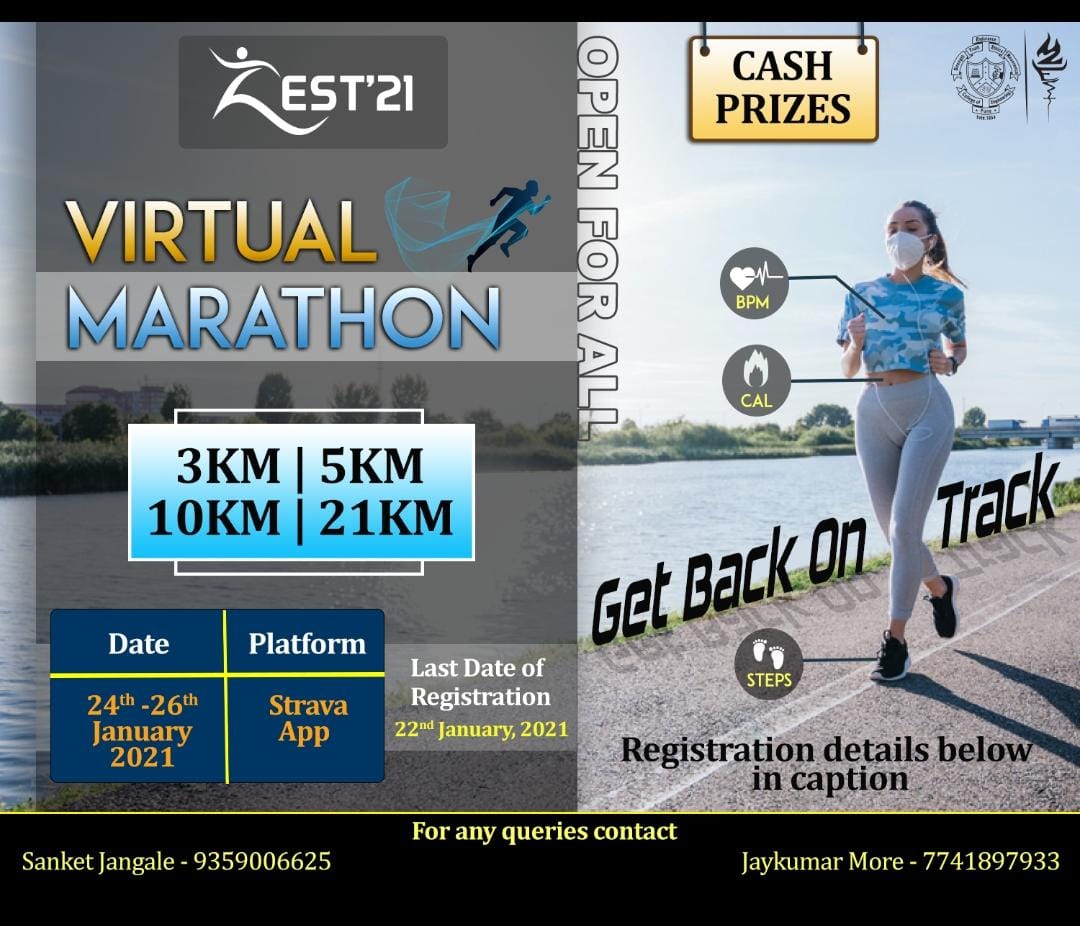 ZEST'21
CASH
PRIZES
OPEN FOR ALL
VIRTUAL
MARATHON
BPM
CAL
3KM | 5KM
10KM | 21KM
Get Back On Track
Date
Platform
24th -26th
January
2021
Strava
App
Last Date of
Registration
22nd January, 2021
STEPS
Registration details below
in caption
For any queries contact
Sanket Jangale - 9359006625
Jaykumar More - 7741897933